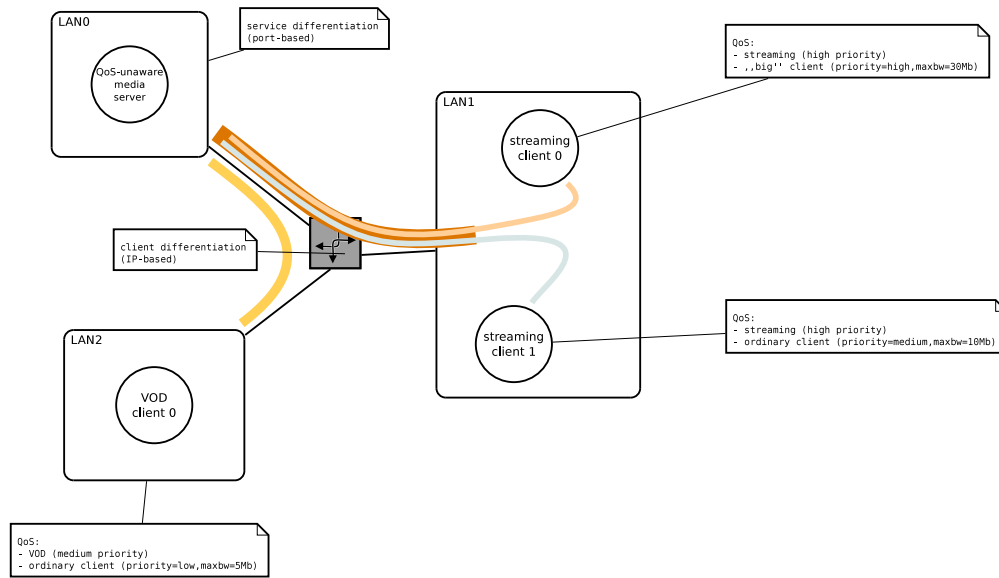 LAN0
QoS-unaware
media
server
service differentiation
(port-based)
QoS:
- streaming (high priority)
- ,,big'' client (priority=high,maxbw=30Mb)
LAN1
streaming
client 0
client differentiation
(IP-based)
streaming
client 1
QoS:
- streaming (high priority)
- ordinary client (priority=medium,maxbw=10Mb)
LAN2
VOD
client 0
QoS:
- VOD (medium priority)
- ordinary client (priority=low,maxbw=5Mb)